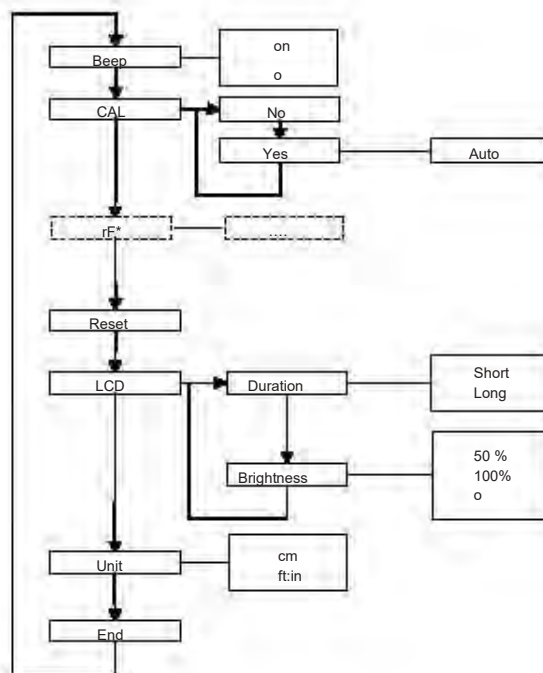 Beep
on
o
CAL
No
Yes
Auto
rF*
....
Reset
LCD
Duration
Short
Long
Brightness
50 %
100%
o
Unit
cm
ft:in
End